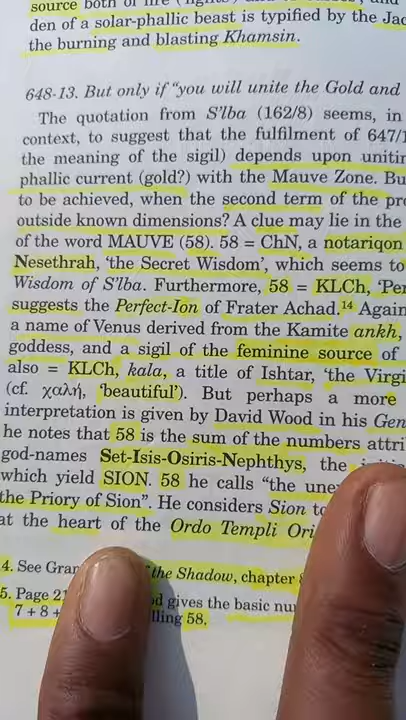 source both of fire
den of a solar-phallic beast is typified by the Jac
the burning and blasting Khamsin.
648-13. But only if “you will unite the Gold and
The quotation from S'lba (162/8) seems, in
context, to suggest that the fulfilment of 647/1
the meaning of the sigil) depends upon unitin
phallic current (gold?) with the Mauve Zone. Bu
to be achieved, when the second term of the pr
outside known dimensions? A clue may lie in the
of the word MAUVE (58). 58 = ChN, a notariqon
Nesethrah, ‘the Secret Wisdom’, which seems to
Wisdom of S'lba. Furthermore, 58 = KLCh, ‘Per
suggests the Perfect-Ion of Frater Achad.14 Again
a name of Venus derived from the Kamite ankh,
goddess, and a sigil of the feminine source of
also = KLCh, kala, a title of Ishtar, ‘the Virgi
(cf. χαλή, ‘beautiful’). But perhaps a more
interpretation is given by David Wood in his Gen
he notes that 58 is the sum of the numbers attri
god-names Set-Isis-Osiris-Nephthys, the
which yield SION. 58 he calls “the une
the Priory of Sion”. He considers Sion to
at the heart of the Ordo Templi Ori
4. See Gran the Shadow, chapter
5. Page 21 d gives the basic nu
7 + 8 + lling 58.